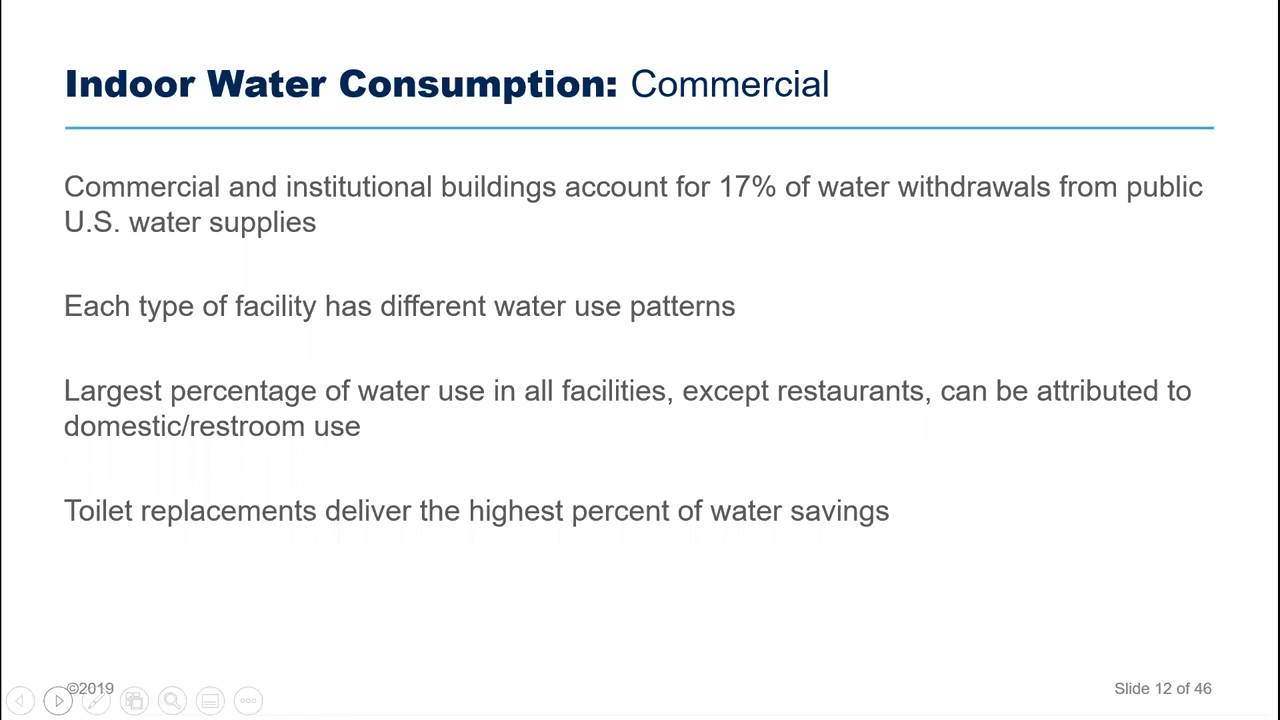 Indoor Water Consumption: Commercial
Commercial and institutional buildings account for 17% of water withdrawals from public
U.S. water supplies
Each type of facility has different water use patterns
Largest percentage of water use in all facilities, except restaurants, can be attributed to
domestic/restroom use
Toilet replacements deliver the highest percent of water savings
©2019
Slide 12 of 46